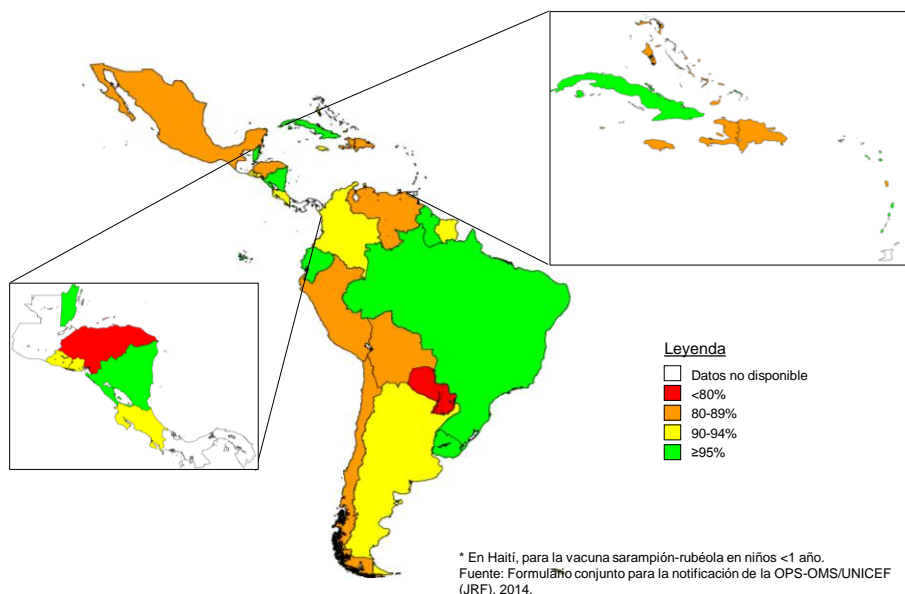 Leyenda
Datos no disponible
<80%
80-89%
90-94%
≥95%
* En Haití, para la vacuna sarampión-rubéola en niños <1 año.
Fuente: Formulario conjunto para la notificación de la OPS-OMS/UNICEF
(JRF), 2014.